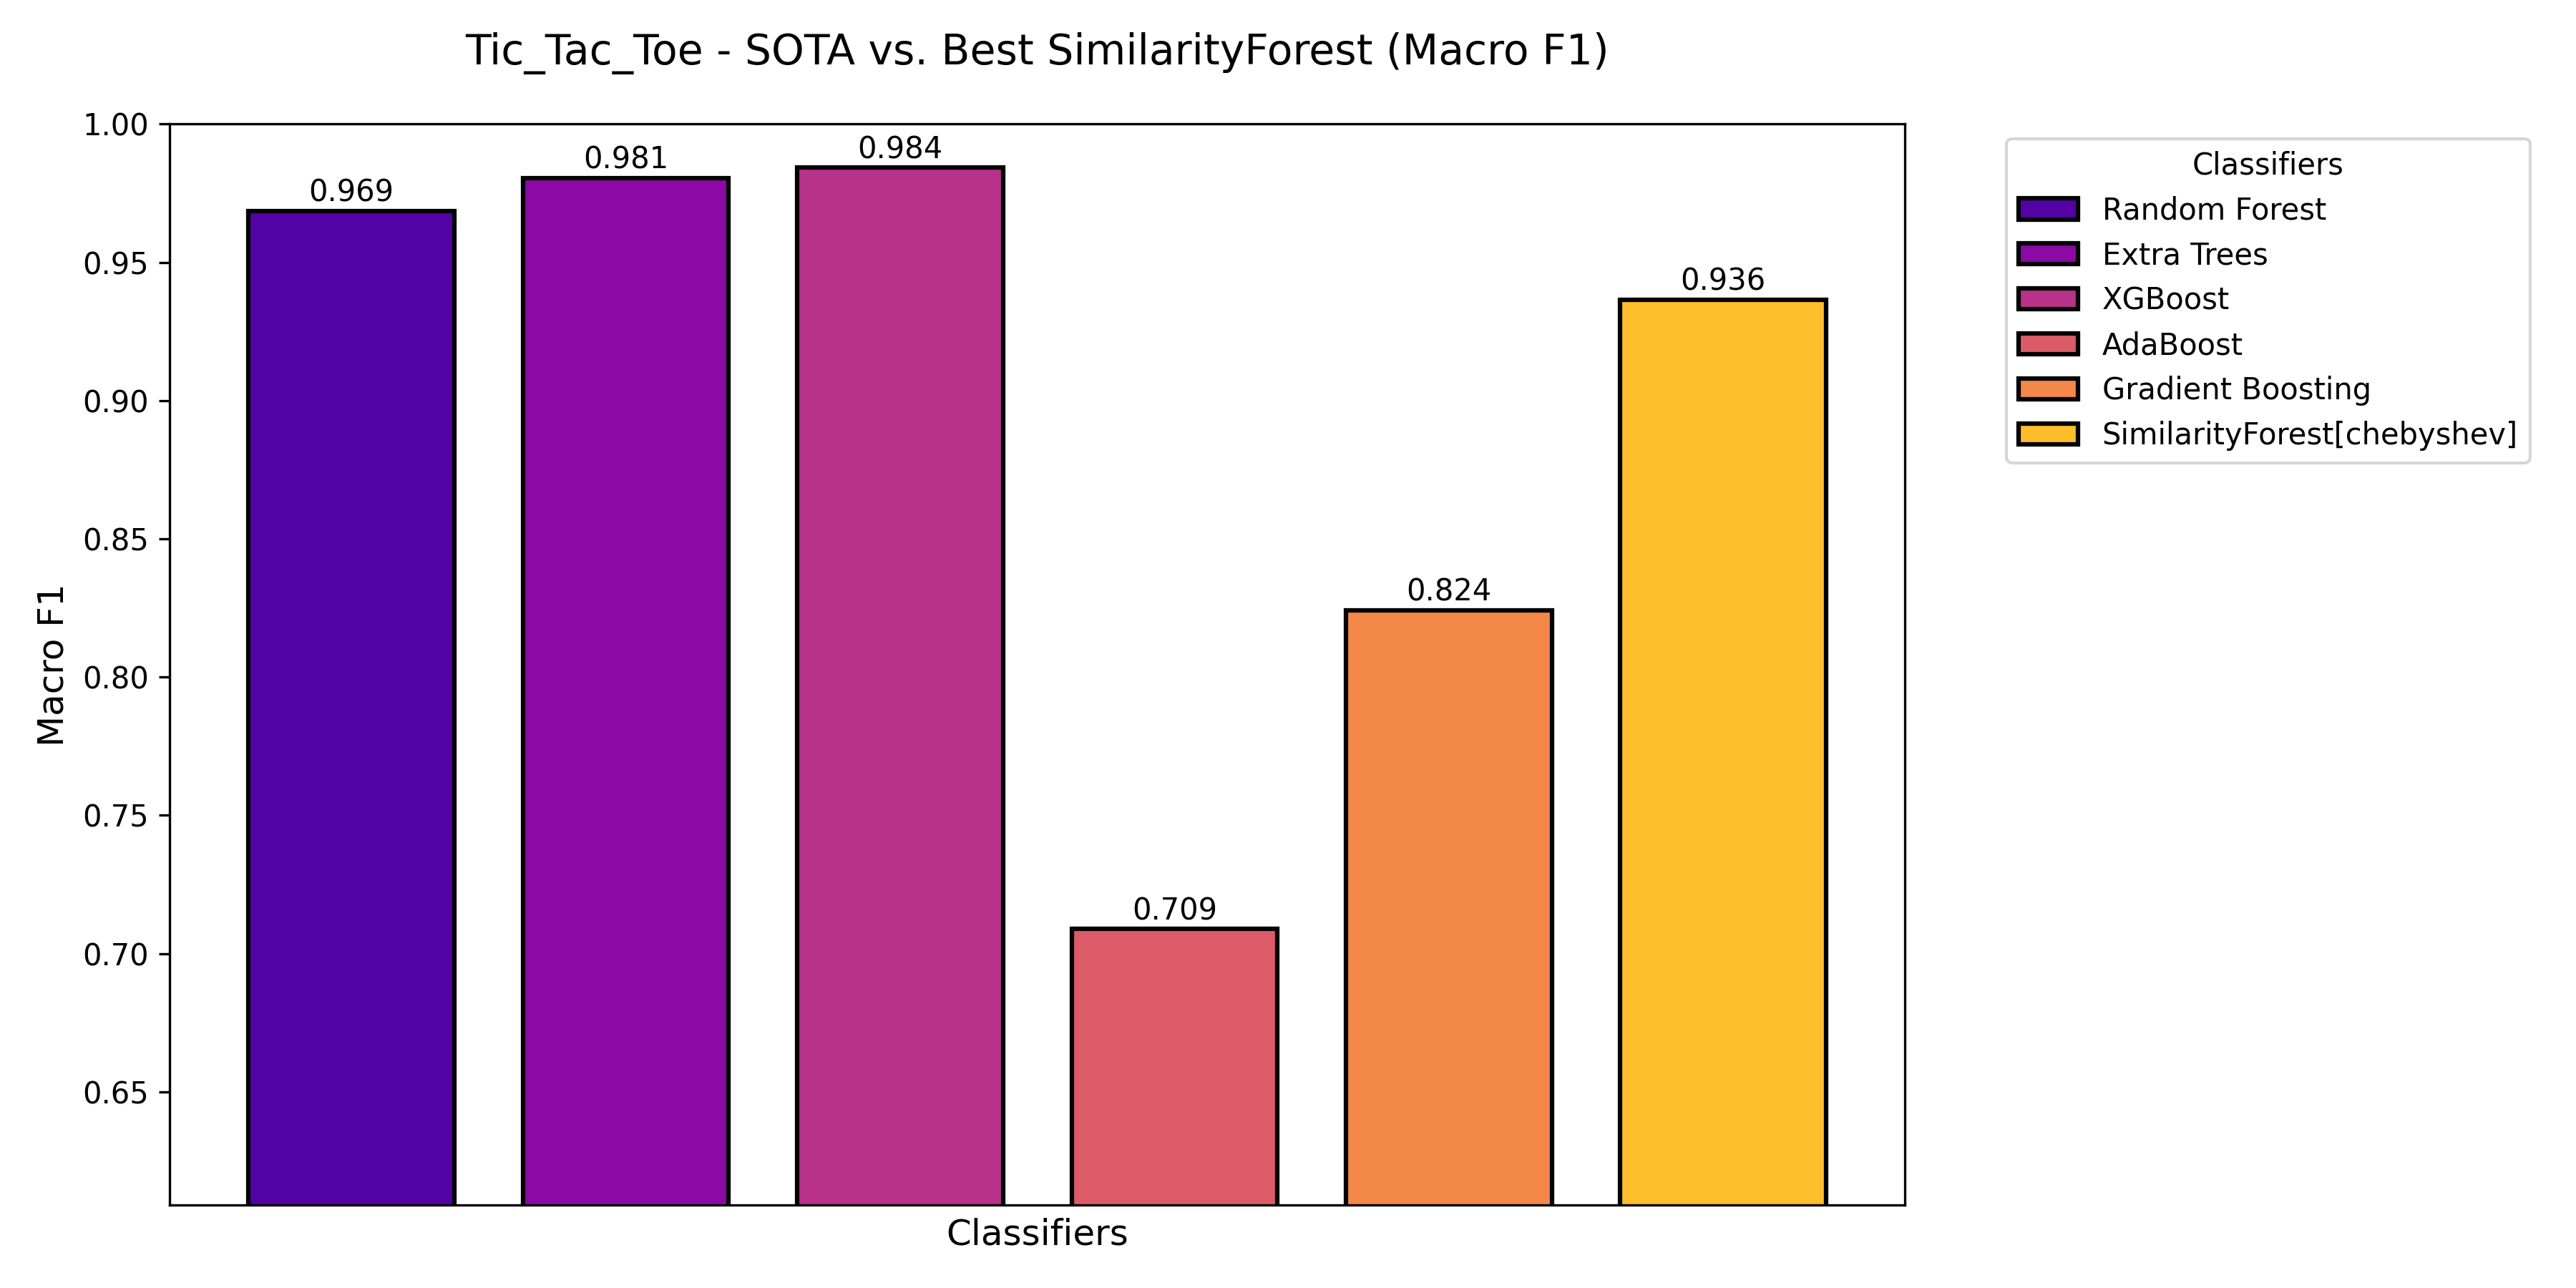 Tic_Tac_Toe - SOTA vs. Best SimilarityForest (Macro F1)
Macro F1
1.00
0.95
0.90
0.85
0.80
0.75
0.70
0.65
0.969
0.981
0.984
0.709
0.824
0.936
Classifiers
Classifiers
Random Forest
Extra Trees
XGBoost
AdaBoost
Gradient Boosting
SimilarityForest[chebyshev]